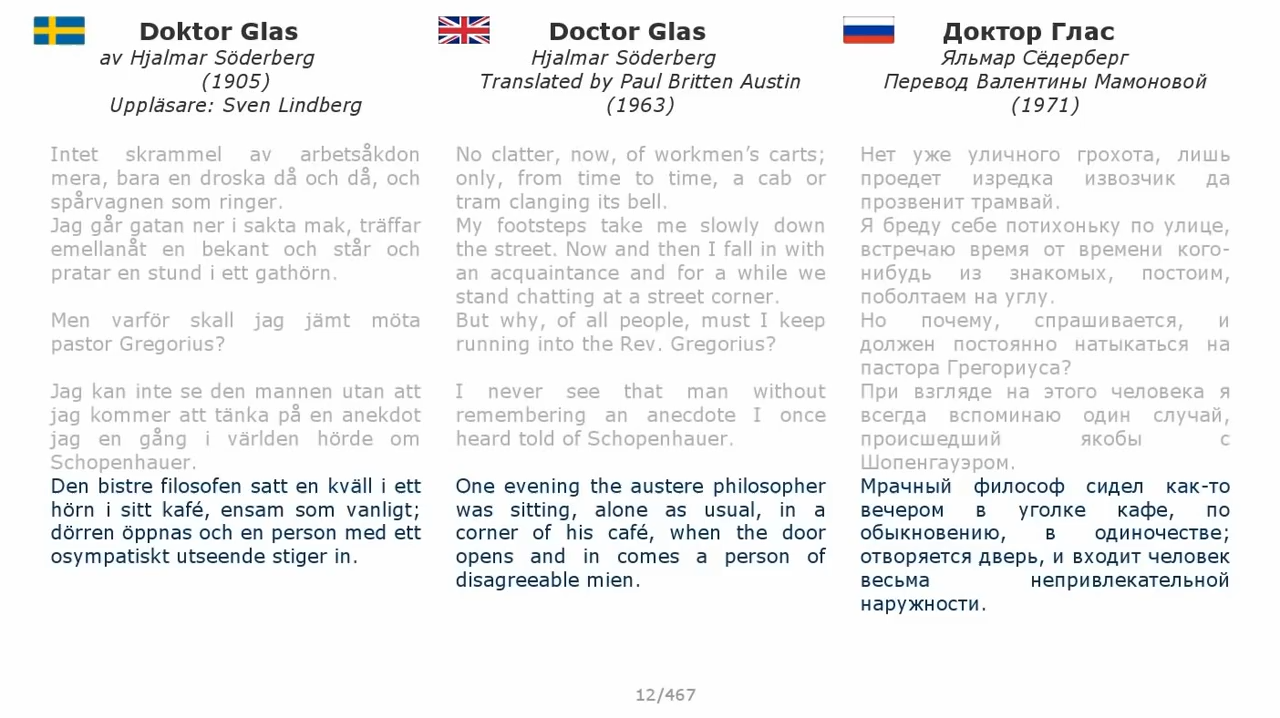 Doktor Glas
av Hjalmar Söderberg
(1905)
Uppläsare: Sven Lindberg
Intet skrammel av arbetsåkdon
mera, bara en droska då och då, och
spårvagnen som ringer.
Jag går gatan ner i sakta mak, träffar
emellanåt en bekant och står och
pratar en stund i ett gathörn.
Men varför skall jag jämt möta
pastor Gregorius?
Jag kan inte se den mannen utan att
jag kommer att tänka på en anekdot
jag en gång i världen hörde om
Schopenhauer.
Den bistre filosofen satt en kväll i ett
hörn i sitt kafé, ensam som vanligt;
dörren öppnas och en person med ett
osympatiskt utseende stiger in.
Doctor Glas
Hjalmar Söderberg
Translated by Paul Britten Austin
(1963)
No clatter, now, of workmen’s carts;
only, from time to time, a cab or
tram clanging its bell.
My footsteps take me slowly down
the street. Now and then I fall in with
an acquaintance and for a while we
stand chatting at a street corner.
But why, of all people, must I keep
running into the Rev. Gregorius?
I never see that man without
remembering an anecdote I once
heard told of Schopenhauer.
One evening the austere philosopher
was sitting, alone as usual, in a
corner of his café, when the door
opens and in comes a person of
disagreeable mien.
Доктор Глас
Яльмар Сёдерберг
Перевод Валентины Мамоновой
(1971)
Нет уже уличного грохота, лишь
проедет изредка извозчик да
прозвенит трамвай.
Я бреду себе потихоньку по улице,
встречаю время от времени кого-
нибудь из знакомых, постоим,
поболтаем на углу.
Но почему, спрашивается, и
должен постоянно натыкаться на
пастора Грегориуса?
При взгляде на этого человека я
всегда вспоминаю один случай,
происшедший якобы с
Шопенгауэром.
Мрачный философ сидел как-то
вечером в уголке кафе, по
обыкновению, в одиночестве;
отворяется дверь, и входит человек
весьма непривлекательной
наружности.
12/467